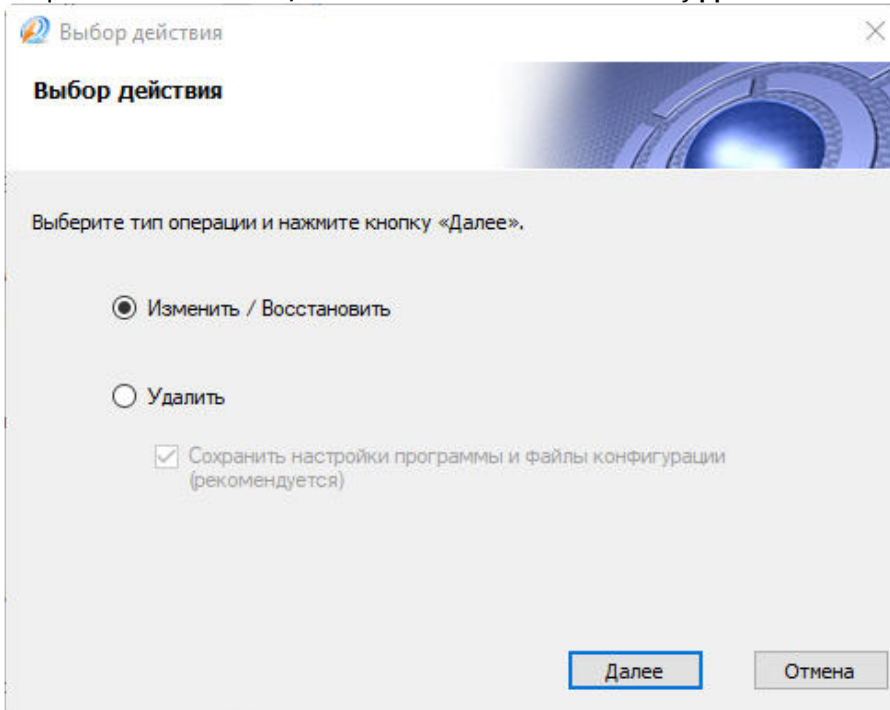 Выбор действия
Выбор действия
Выберите тип операции и нажмите кнопку «Далее».
Изменить / Восстановить
Удалить
Сохранить настройки программы и файлы конфигурации
(рекомендуется)
Далее
Отмена